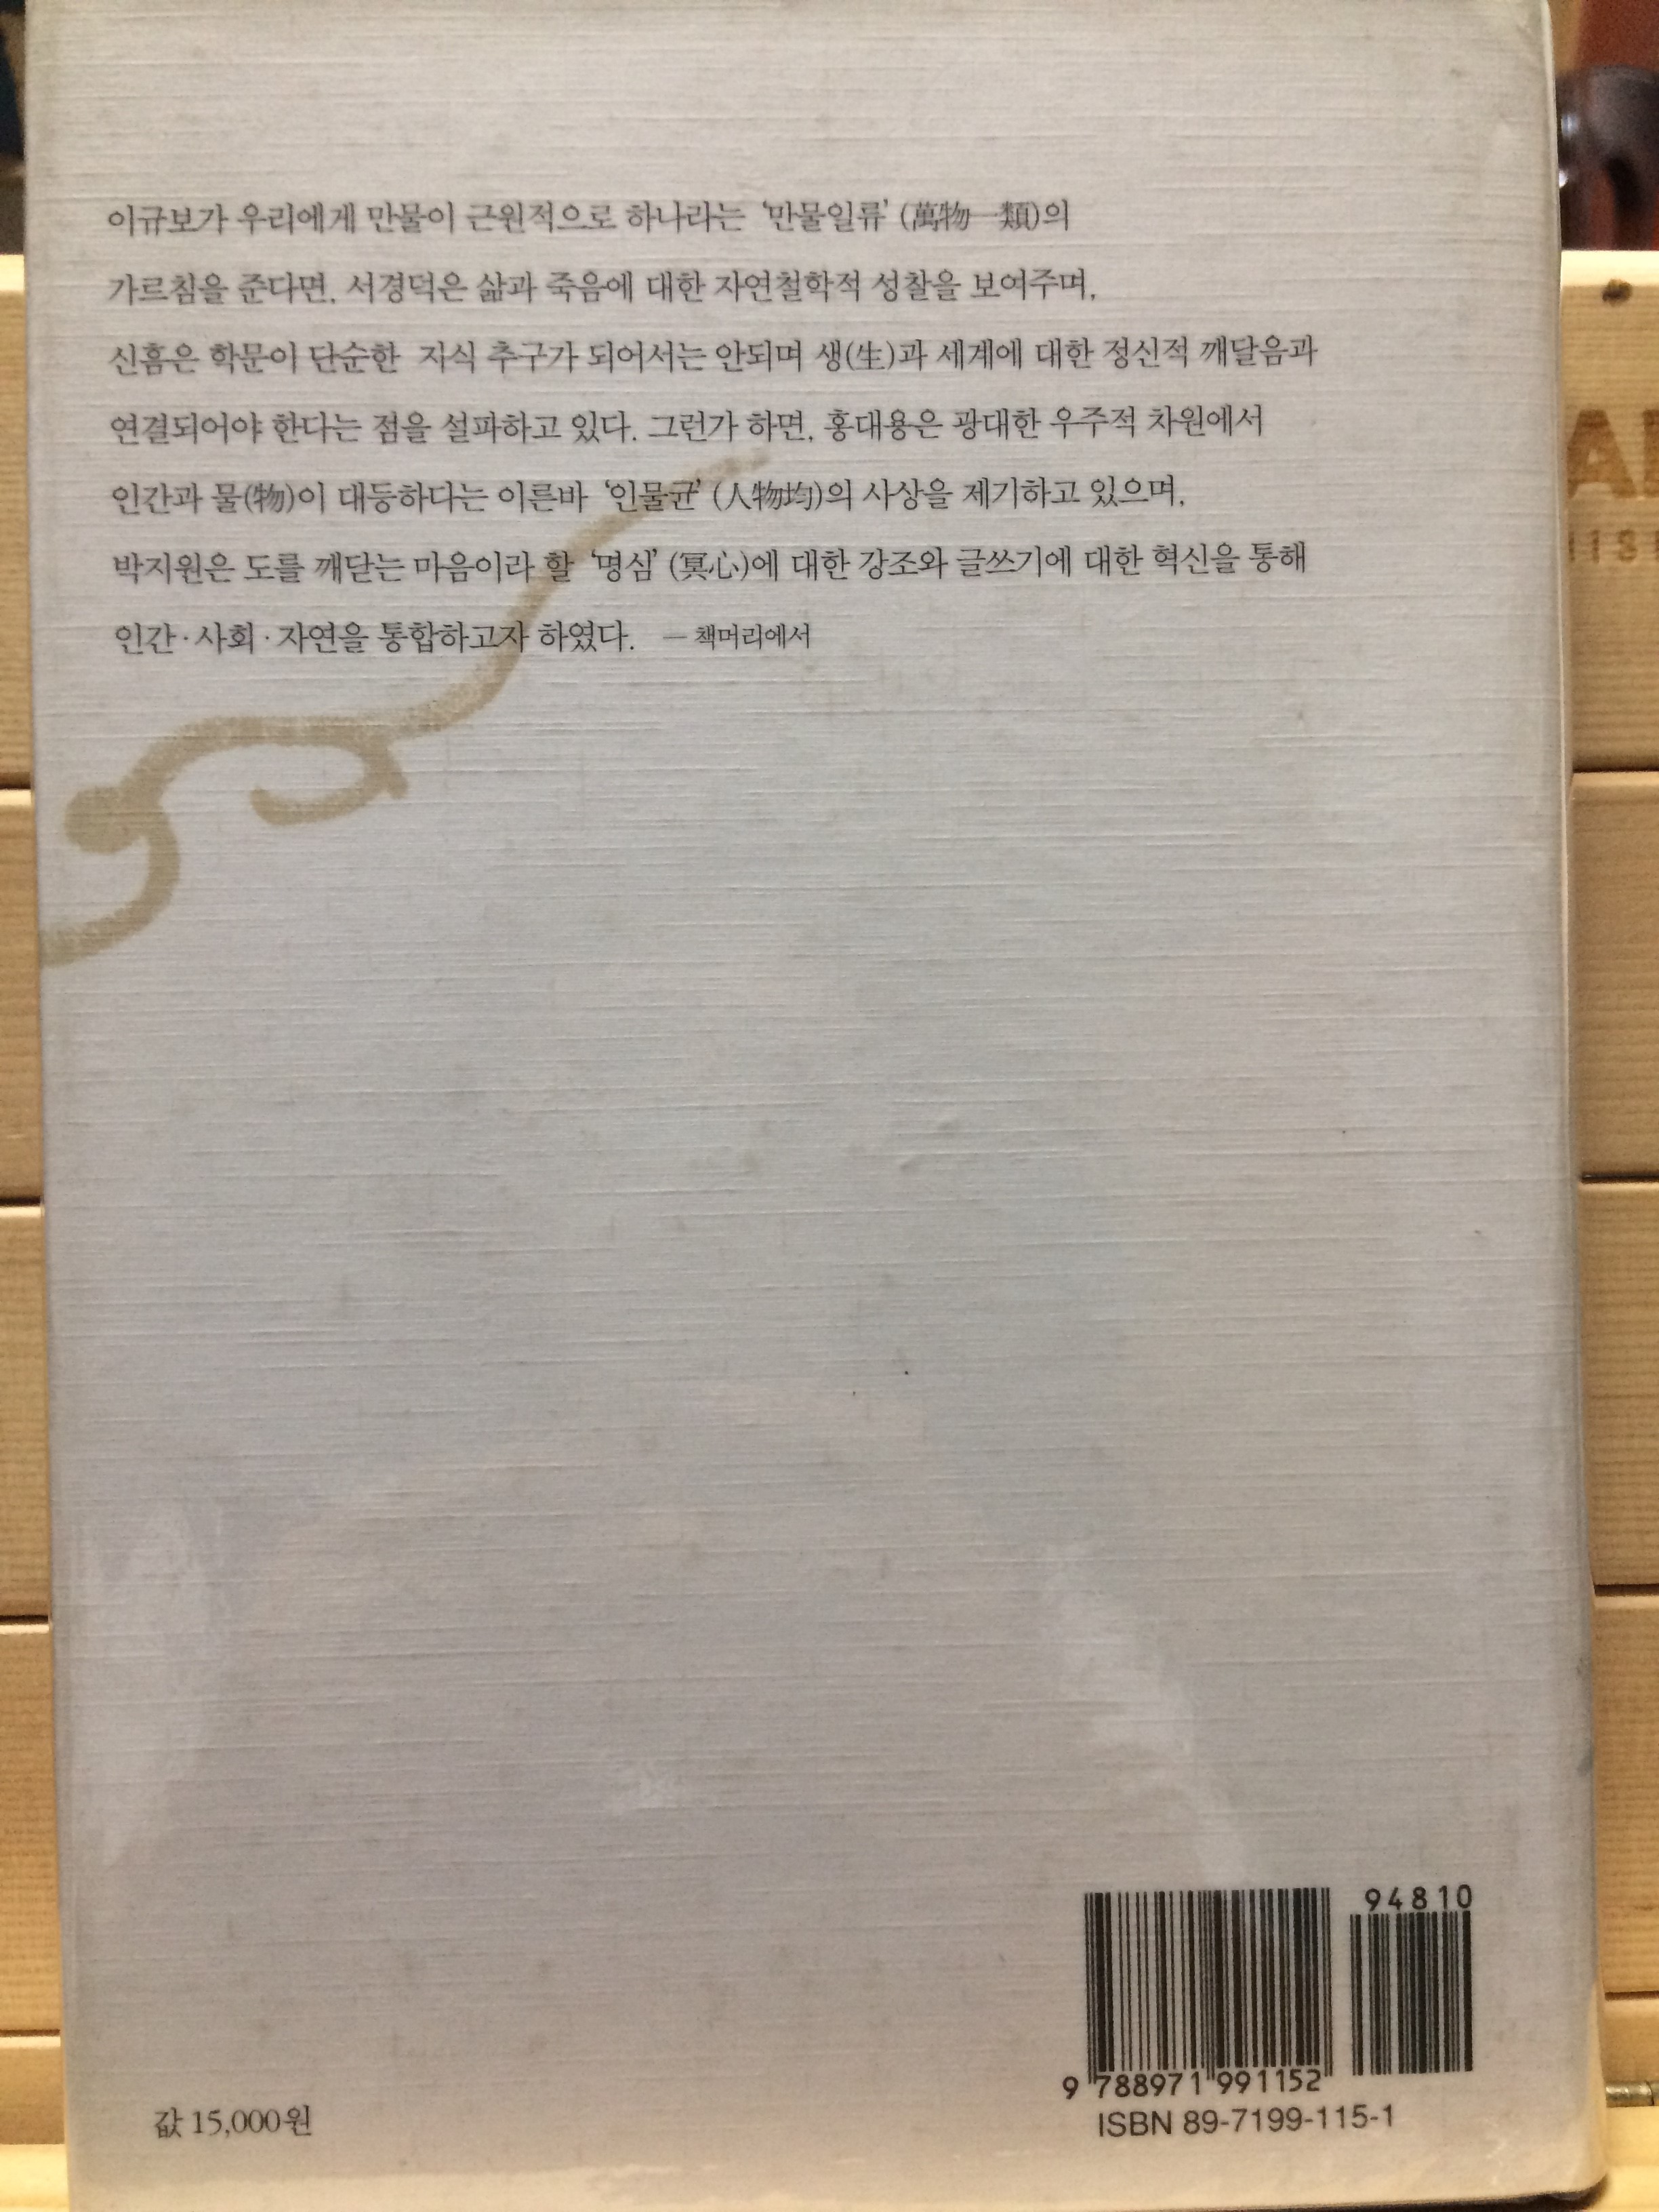 이규보가 우리에게 만물이 근원적으로 하나라는 ‘만물일류’ (萬物一類)의
가르침을 준다면, 서경덕은 삶과 죽음에 대한 자연철학적 성찰을 보여주며,
신흠은 학문이 단순한 지식 추구가 되어서는 안되며 생(生)과 세계에 대한 정신적 깨달음과
연결되어야 한다는 점을 설파하고 있다. 그런가 하면, 홍대용은 광대한 우주적 차원에서
인간과 물(物)이 대등하다는 이른바 ‘인물균’ (人物均)의 사상을 제기하고 있으며,
박지원은 도를 깨닫는 마음이라 할 ‘명심’ (冥心)에 대한 강조와 글쓰기에 대한 혁신을 통해
인간·사회·자연을 통합하고자 하였다. — 책머리에서
94810
9 788971 991152
ISBN 89-7199-115-1
값 15,000원